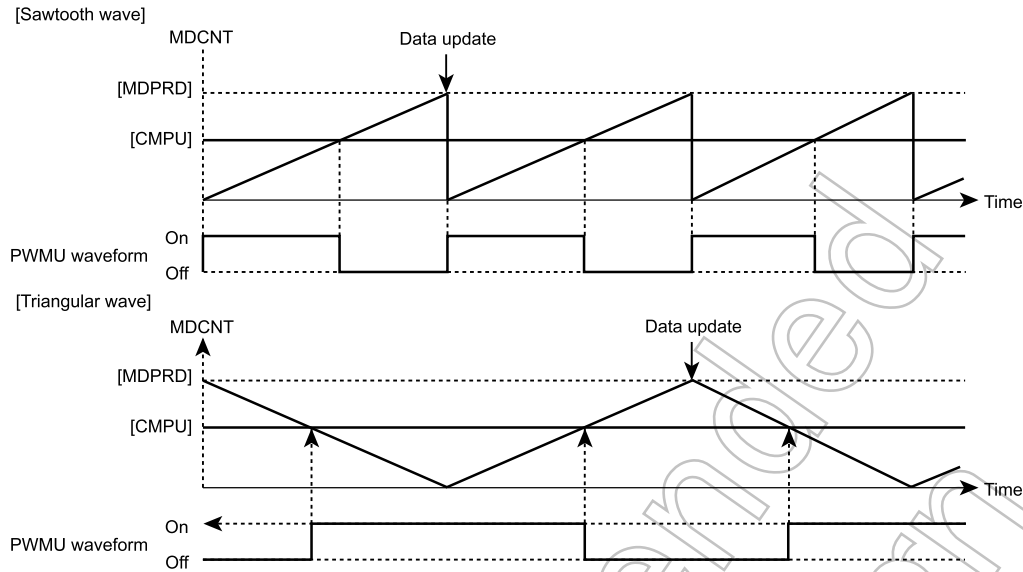 [Sawtooth wave]
MDCNT
Data update
[MDPRD]
[CMPU]
Time
On
PWMU waveform
Off
[Triangular wave]
MDCNT
Data update
[MDPRD]
[CMPU]
Time
On
PWMU waveform
Off